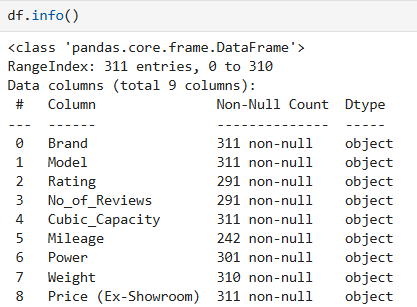 df.info()
<class 'pandas.core.frame.DataFrame'>
RangeIndex: 311 entries, 0 to 310
Data columns (total 9 columns):
 #   Column               Non-Null Count  Dtype
---  ------               --------------  -----
 0   Brand                311 non-null    object
 1   Model                311 non-null    object
 2   Rating               291 non-null    object
 3   No_of_Reviews        291 non-null    object
 4   Cubic_Capacity       311 non-null    object
 5   Mileage              242 non-null    object
 6   Power                301 non-null    object
 7   Weight               310 non-null    object
 8   Price (Ex-Showroom)  311 non-null    object